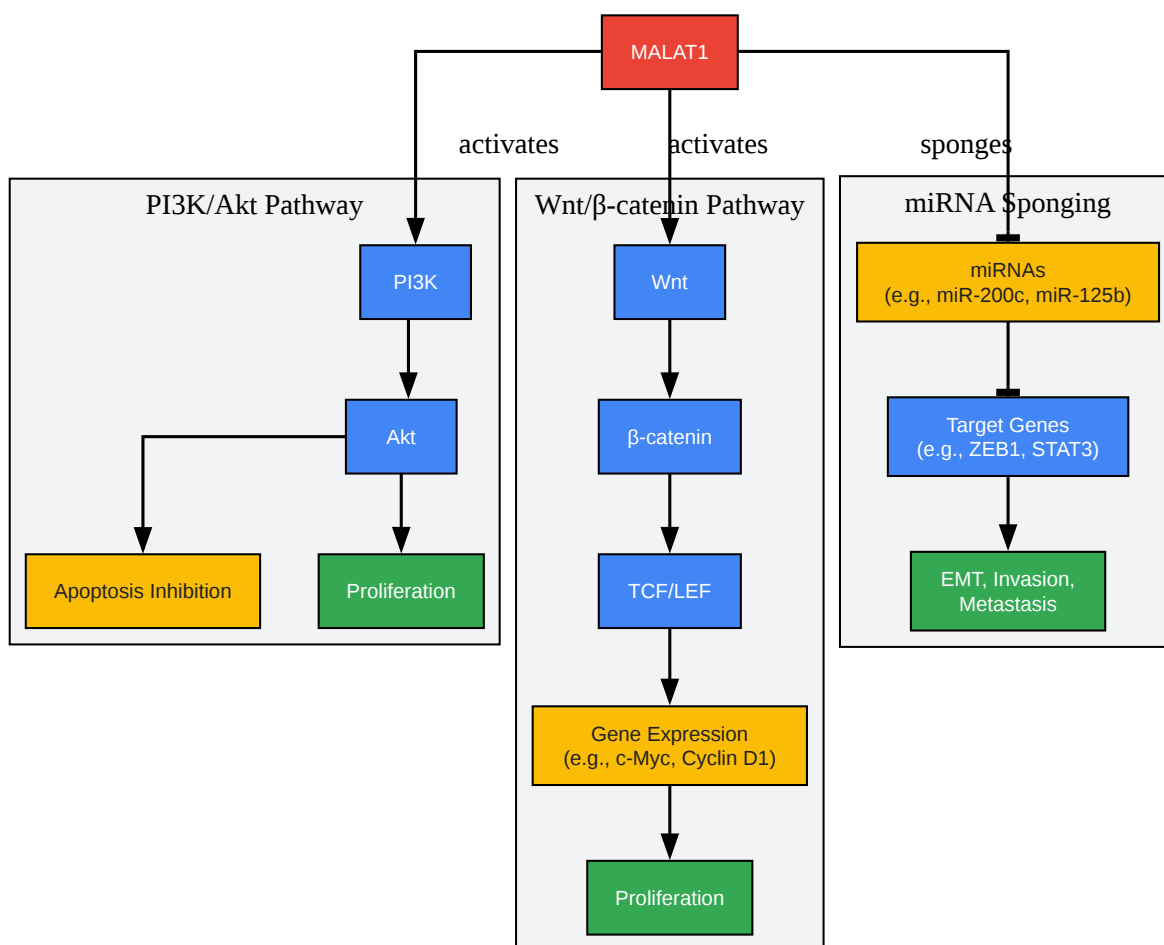 MALAT1
activates
activates
sponges
PI3K/Akt Pathway
Wnt/β-catenin Pathway
miRNA Sponging
PI3K
Wnt
miRNAs
(e.g., miR-200c, miR-125b)
Akt
β-catenin
Target Genes
(e.g., ZEB1, STAT3)
Apoptosis Inhibition
Proliferation
TCF/LEF
EMT, Invasion,
Metastasis
Gene Expression
(e.g., c-Myc, Cyclin D1)
Proliferation